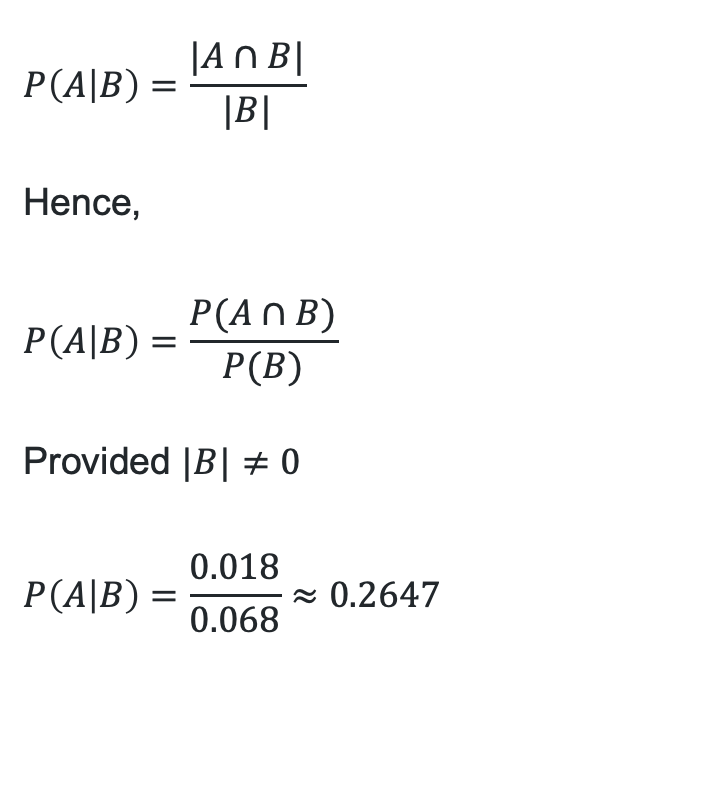 P(A|B) = |A ∩ B| / |B|
Hence,
P(A|B) = P(A ∩ B) / P(B)
Provided |B| ≠ 0
P(A|B) = 0.018 / 0.068 ≈ 0.2647